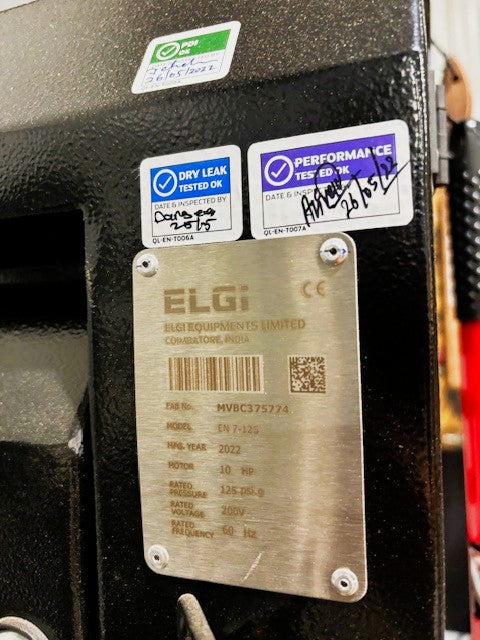 PDI
OK
26/05/2022
DRY LEAK
TESTED OK
DATE & INSPECTED BY
26/5
QL-EN-T006A
PERFORMANCE
TESTED OK
DATE & INSPECTED
26/05/22
QL-EN-T007A
ELGi CE
ELGI EQUIPMENTS LIMITED
COIMBATORE, INDIA
FAB No. MVBC375774
MODEL EN 7-125
MFG. YEAR 2022
MOTOR 10 HP
RATED PRESSURE 125 psi.g
RATED VOLTAGE 200V
RATED FREQUENCY 60 Hz